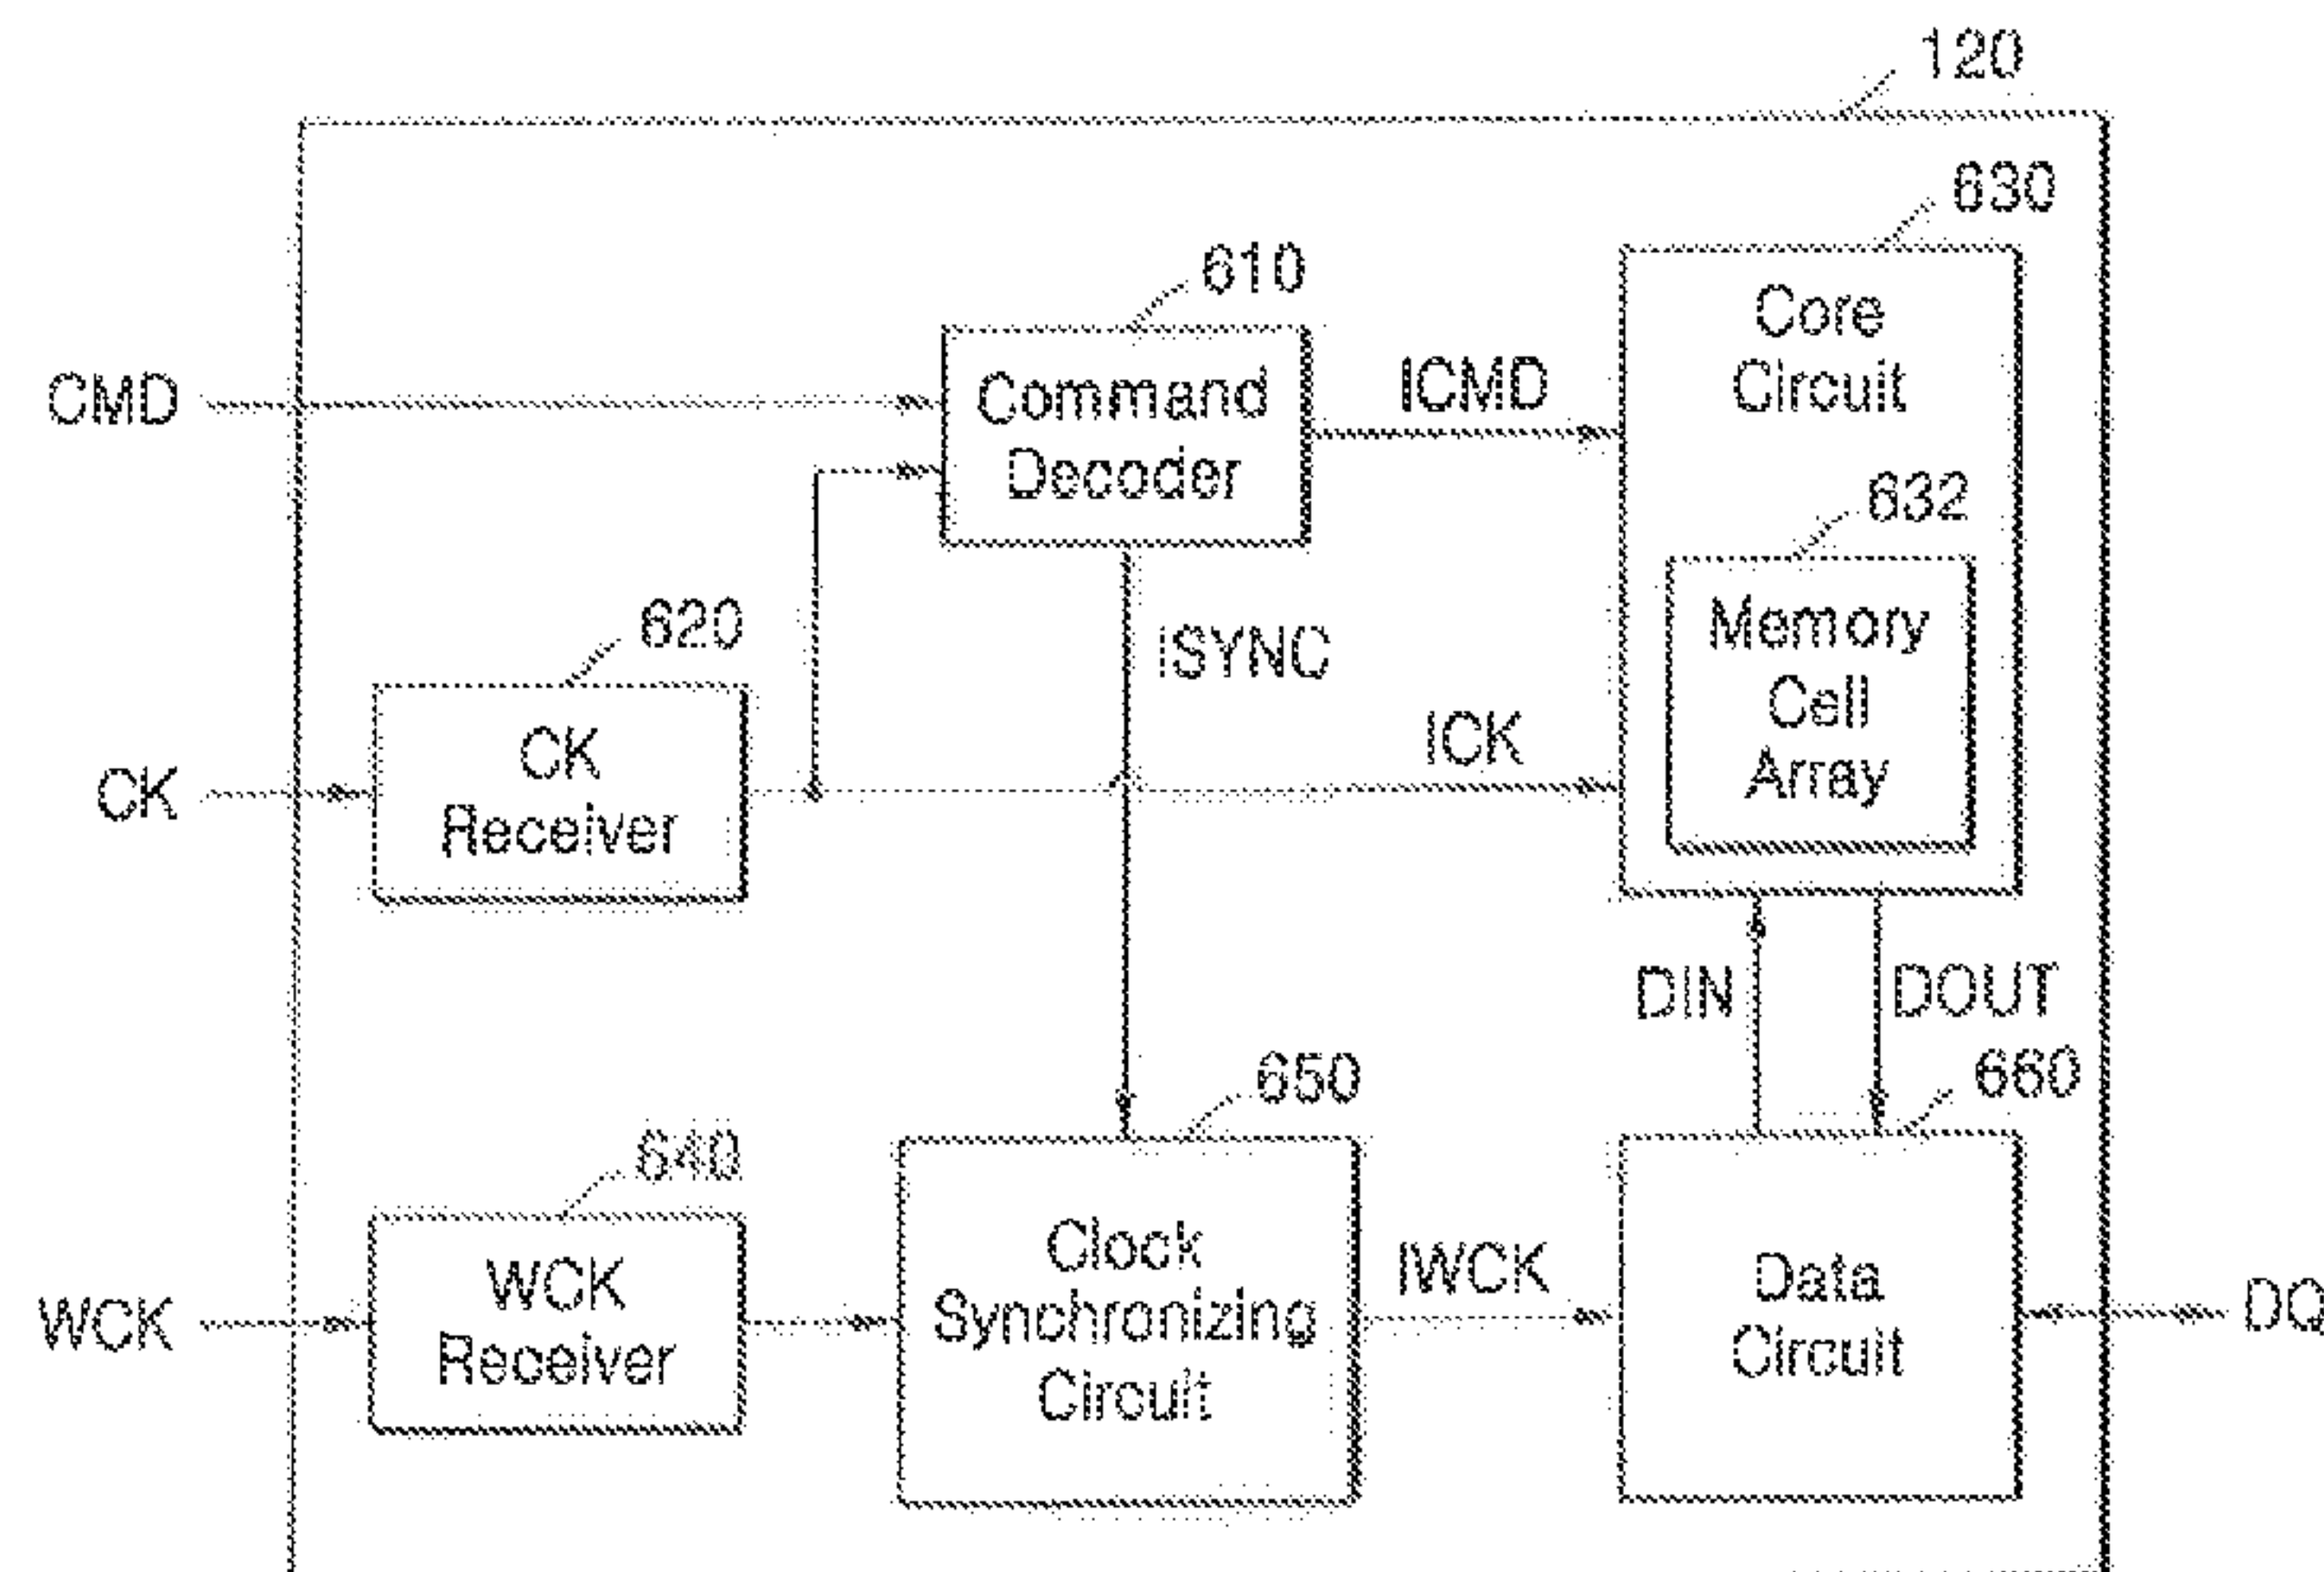 120
630
610
Core
Circuit
CMD
Command
Decoder
ICMD
632
620
ISYNC
Memory
Cell
Array
CK
CK
Receiver
ICK
DIN
DOUT
650
660
640
WCK
WCK
Receiver
Clock
Synchronizing
Circuit
IWCK
Data
Circuit
DQ